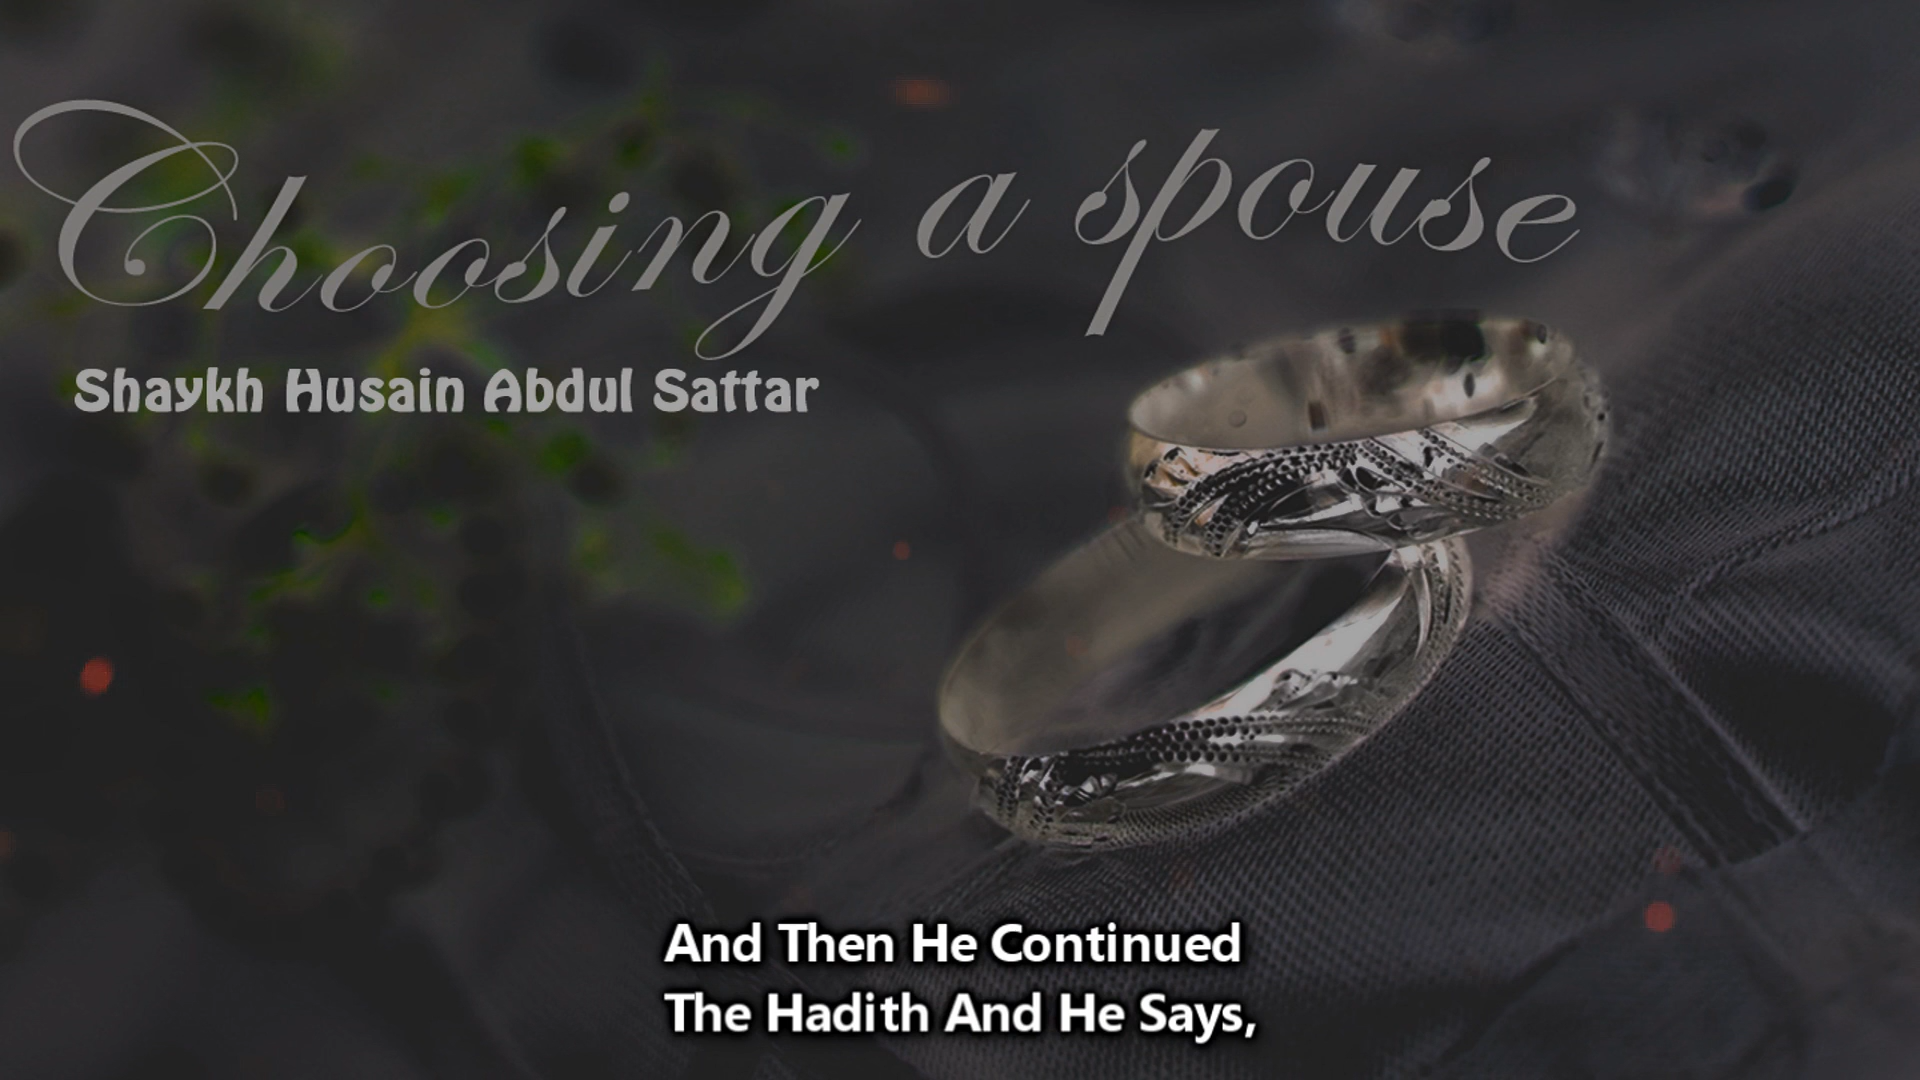 Choosing a spouse
Shaykh Husain Abdul Sattar
And Then He Continued
The Hadith And He Says,